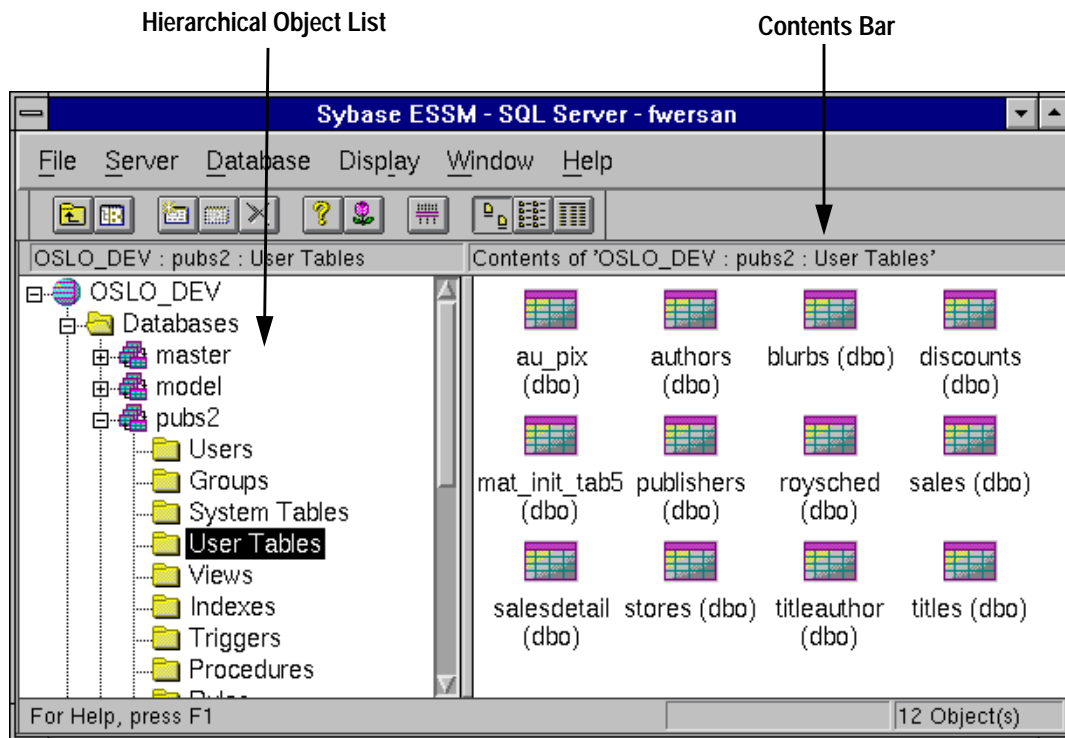 Hierarchical Object List
Contents Bar
Sybase ESSM - SQL Server - fwersan
File Server Database Display Window Help
OSLO_DEV : pubs2 : User Tables
Contents of 'OSLO_DEV : pubs2 : User Tables'
OSLO_DEV
Databases
master
model
pubs2
Users
Groups
System Tables
User Tables
Views
Indexes
Triggers
Procedures
au_pix (dbo)
authors (dbo)
blurbs (dbo)
discounts (dbo)
mat_init_tab5 (dbo)
publishers (dbo)
roysched (dbo)
sales (dbo)
salesdetail (dbo)
stores (dbo)
titleauthor (dbo)
titles (dbo)
For Help, press F1
12 Object(s)